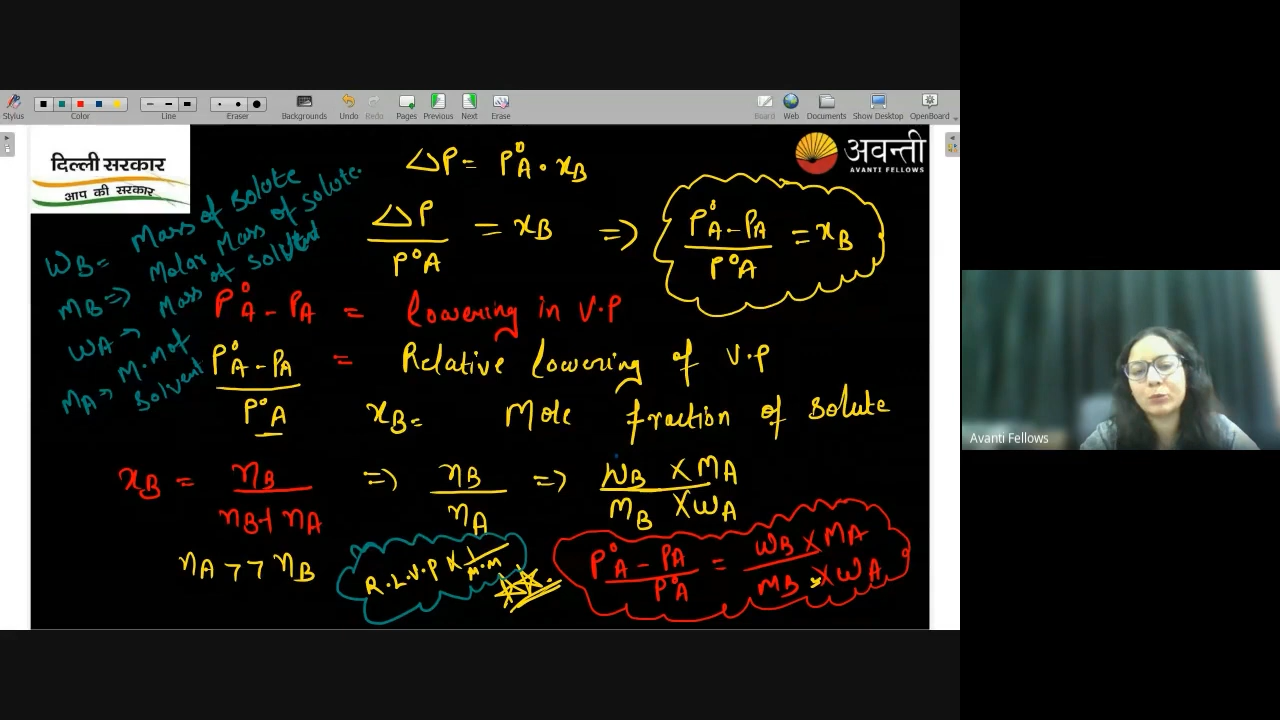 Stylus
Color
Line
Eraser
Backgrounds
Undo
Redo
Pages
Previous
Next
Erase
Board
Web
Documents
Show Desktop
OpenBoard
दिल्ली सरकार
आप की सरकार
अवन्ती
AVANTI FELLOWS
ΔP = P°A . xB
ΔP / P°A = xB => P°A - PA / P°A = xB
WB = Mass of Solute
MB => Molar Mass of Solute.
WA => Mass of Solvent
MA => M.M of Solvent
P°A - PA = Lowering in V.P
P°A - PA / P°A = Relative Lowering of V.P
xB = Mole fraction of Solute
xB = nB / nB + nA => nB / nA => WB X MA / MB X WA
nA >> nB
R.L.V.P ∝ 1 / M.M
P°A - PA / P°A = WB X MA / MB X WA
Avanti Fellows